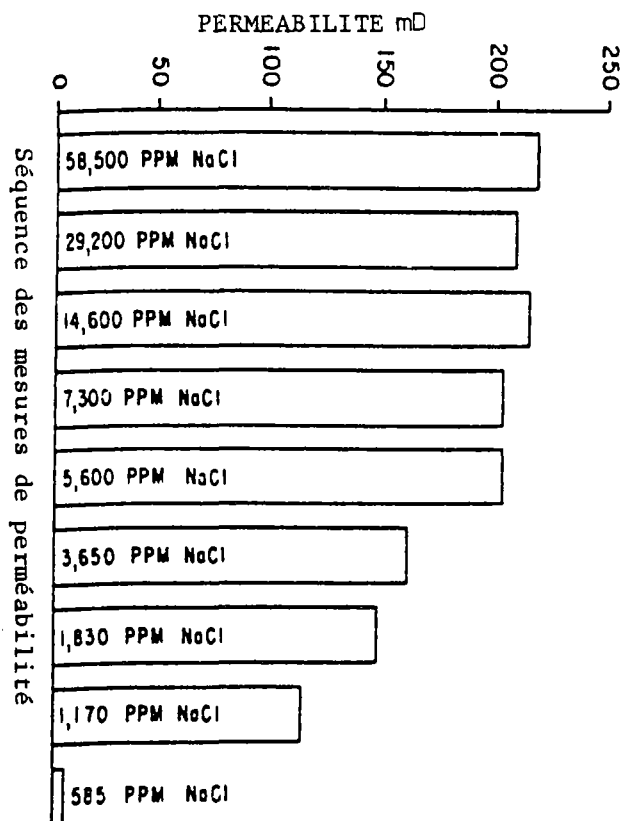 PERMEABILITE mD
0 50 100 150 200 250
58,500 PPM NaCl
29,200 PPM NaCl
14,600 PPM NaCl
7,300 PPM NaCl
5,600 PPM NaCl
3,650 PPM NaCl
1,830 PPM NaCl
1,170 PPM NaCl
585 PPM NaCl
Séquence des mesures de perméabilité